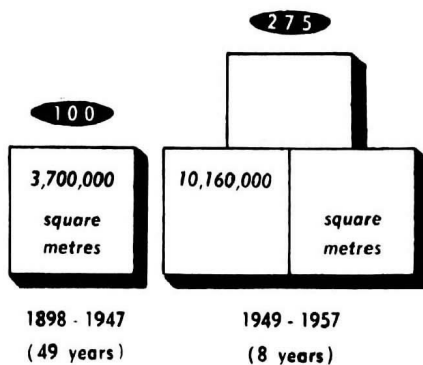 275
100
3,700,000
square
metres
10,160,000
square
metres
1898 - 1947
(49 years)
1949 - 1957
(8 years)